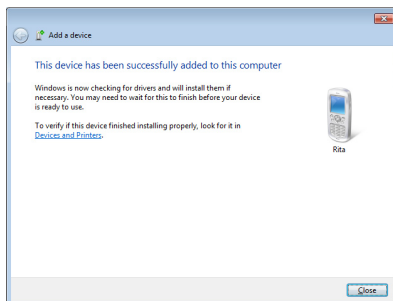 Add a device
This device has been successfully added to this computer
Windows is now checking for drivers and will install them if
necessary. You may need to wait for this to finish before your device
is ready to use.
To verify if this device finished installing properly, look for it in
Devices and Printers.
Rita
Close